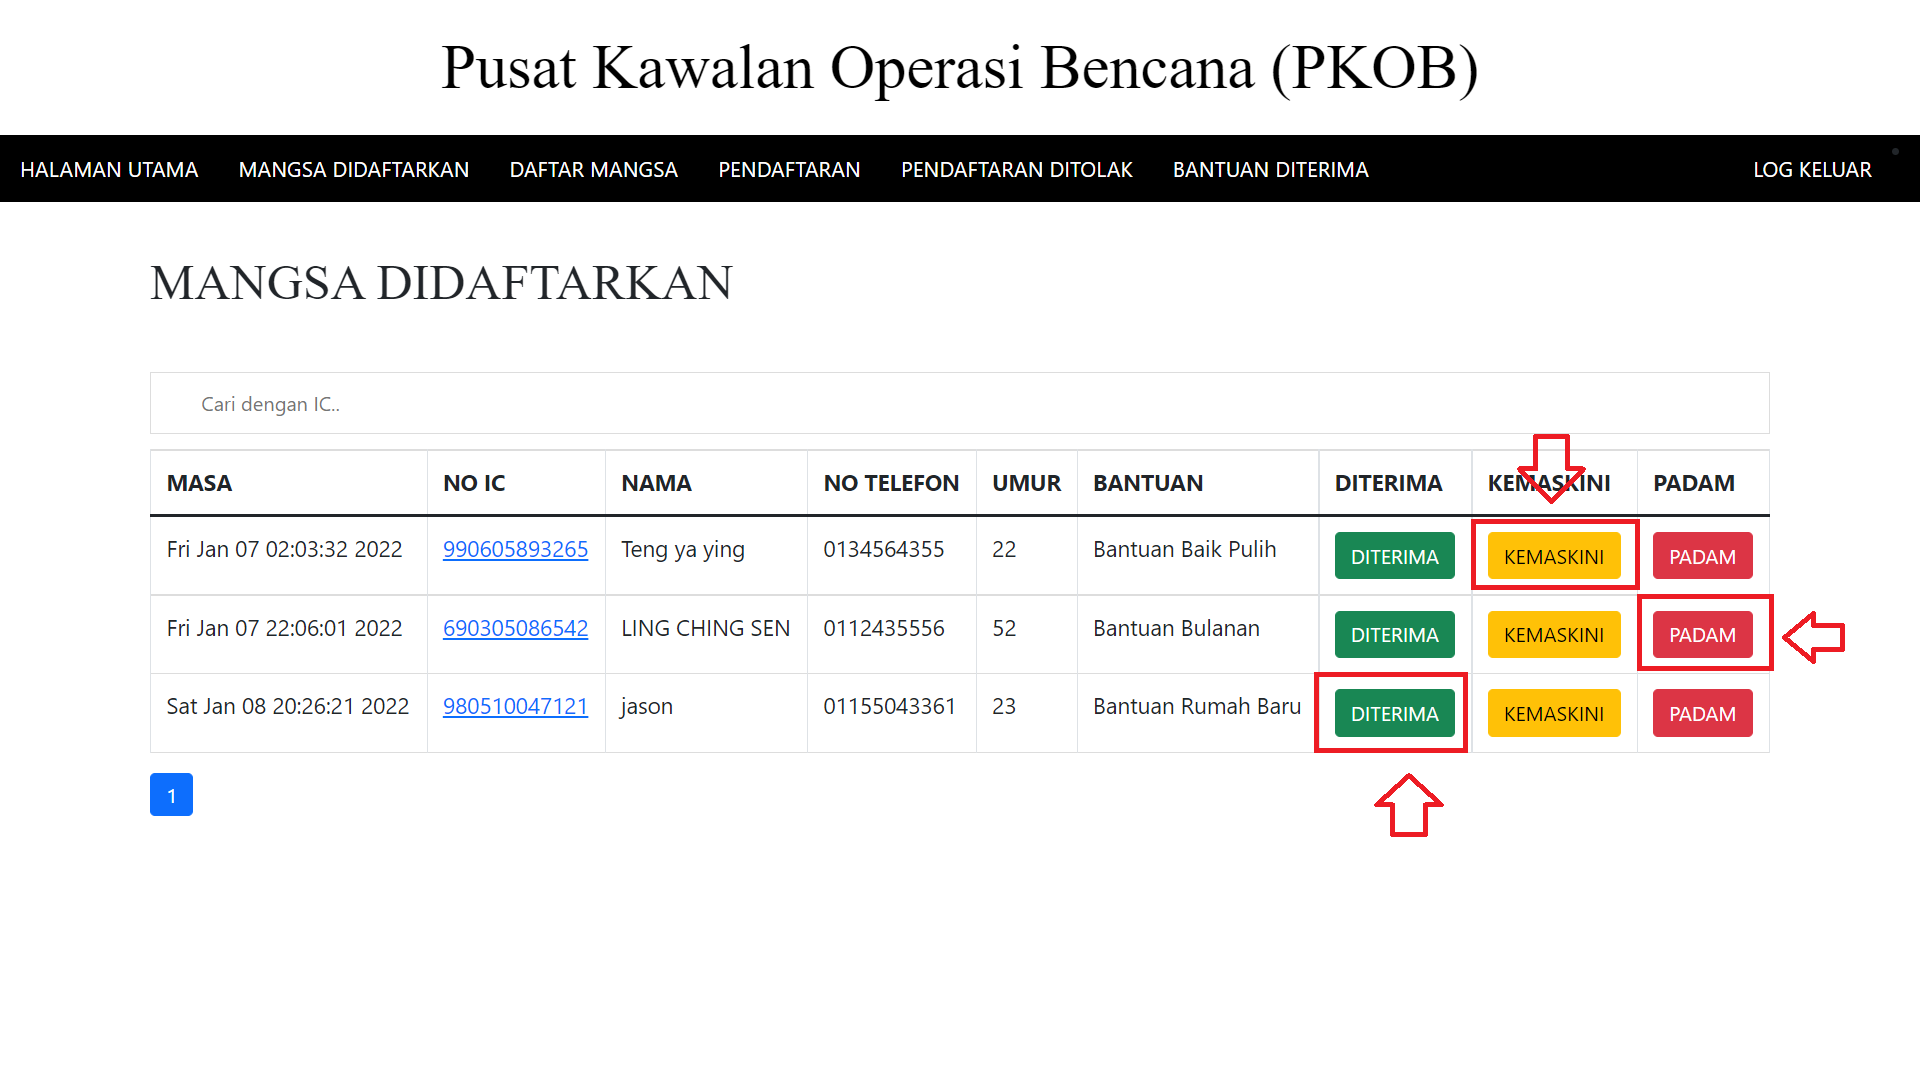 Pusat Kawalan Operasi Bencana (PKOB)
HALAMAN UTAMA MANGSA DIDAFTARKAN DAFTAR MANGSA PENDAFTARAN PENDAFTARAN DITOLAK BANTUAN DITERIMA LOG KELUAR
MANGSA DIDAFTARKAN
Cari dengan IC..
MASA NO IC NAMA NO TELEFON UMUR BANTUAN DITERIMA KEMASKINI PADAM
Fri Jan 07 02:03:32 2022 990605893265 Teng ya ying 0134564355 22 Bantuan Baik Pulih DITERIMA KEMASKINI PADAM
Fri Jan 07 22:06:01 2022 690305086542 LING CHING SEN 0112435556 52 Bantuan Bulanan DITERIMA KEMASKINI PADAM
Sat Jan 08 20:26:21 2022 980510047121 jason 01155043361 23 Bantuan Rumah Baru DITERIMA KEMASKINI PADAM
1